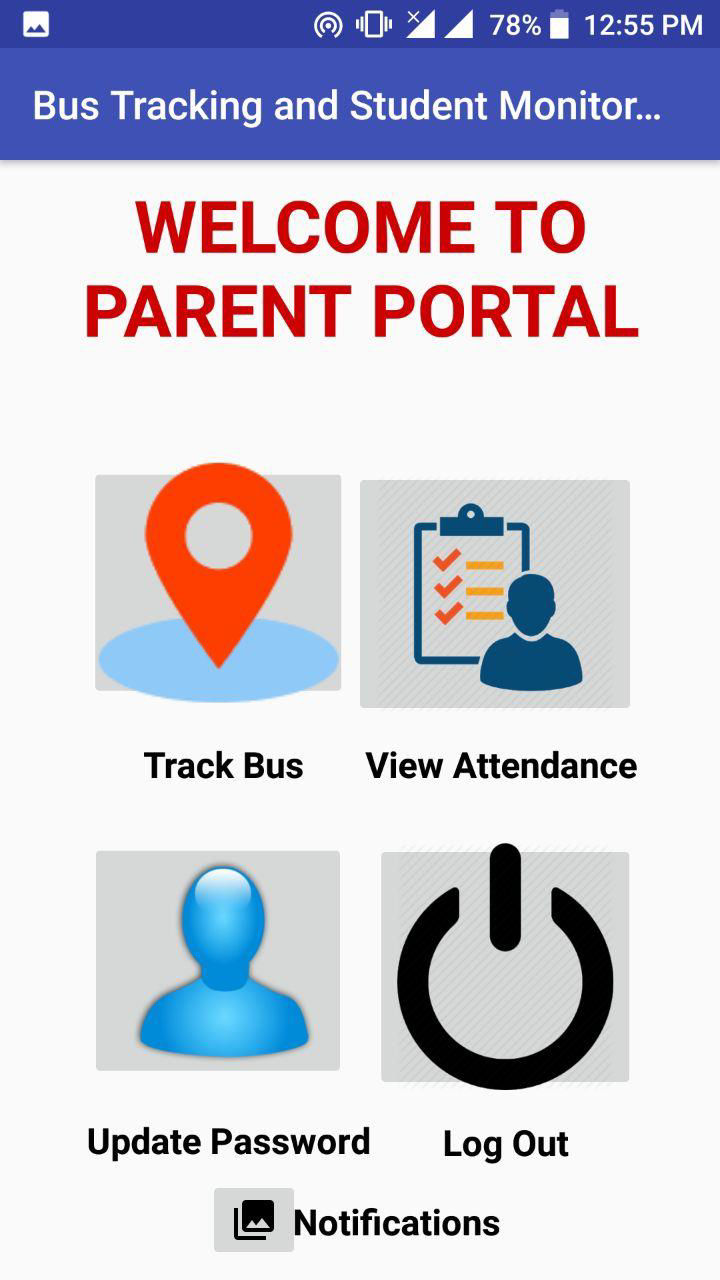 78% 12:55 PM
Bus Tracking and Student Monitor...
WELCOME TO
PARENT PORTAL
Track Bus
View Attendance
Update Password
Log Out
Notifications